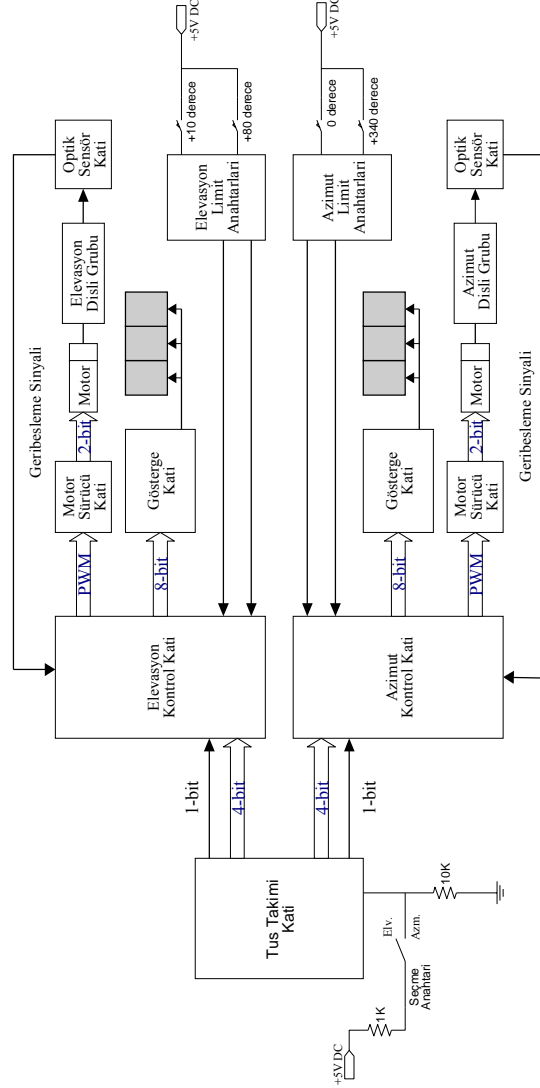 +5V DC
1K
Seçme
Anahtari
Elv.
Azm.
10K
Tus Takimi
Kati
1-bit
4-bit
4-bit
1-bit
Geribesleme Sinyali
Elevasyon
Kontrol Kati
PWM
8-bit
Motor
Sürücü
Kati
2-bit
Motor
Elevasyon
Disli Grubu
Optik
Sensör
Kati
Gösterge
Kati
Elevasyon
Limit
Anahtarlari
+10 derece
+80 derece
+5V DC
Azimut
Kontrol Kati
8-bit
PWM
Azimut
Limit
Anahtarlari
0 derece
+340 derece
+5V DC
Gösterge
Kati
Motor
Sürücü
Kati
2-bit
Motor
Azimut
Disli Grubu
Optik
Sensör
Kati
Geribesleme Sinyali